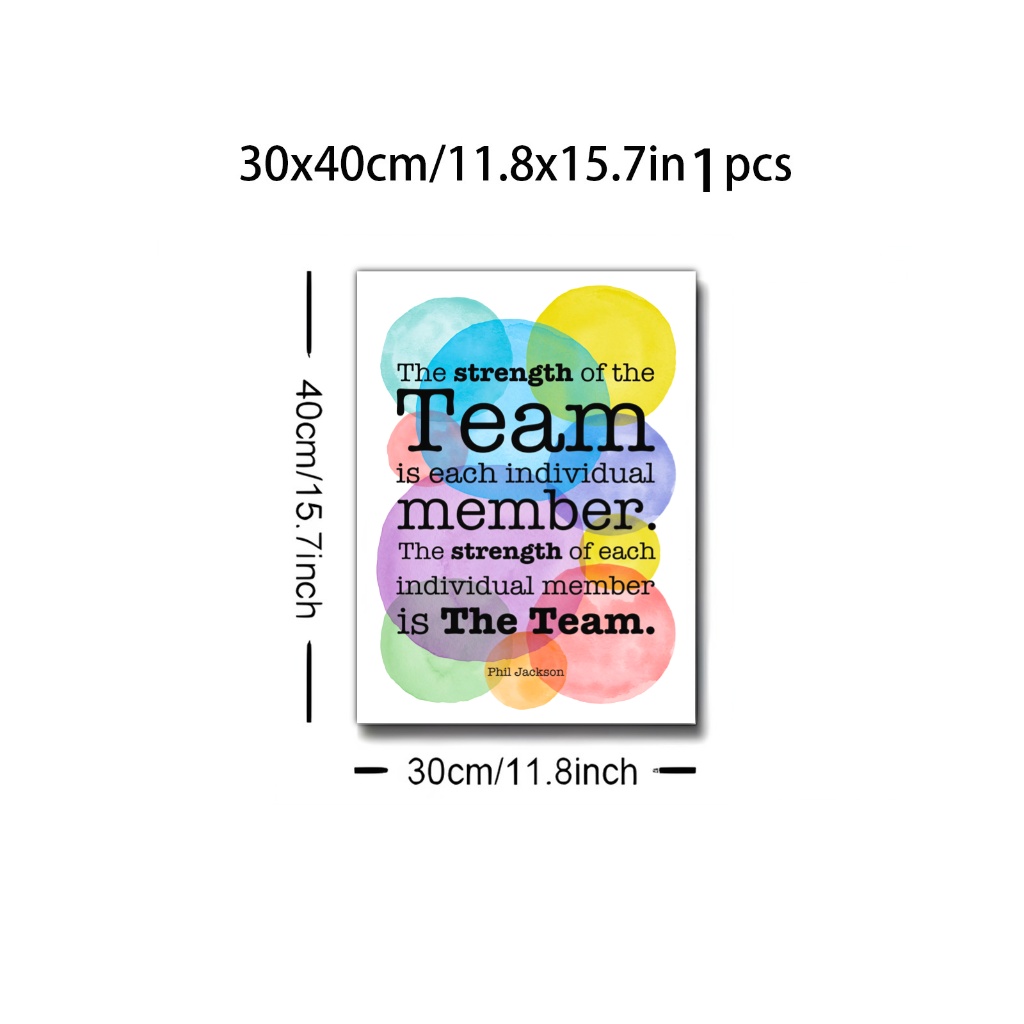 30x40cm/11.8x15.7in 1 pcs
40cm/15.7inch
The strength of the
Team
is each individual
member.
The strength of each
individual member
is The Team.
Phil Jackson
30cm/11.8inch